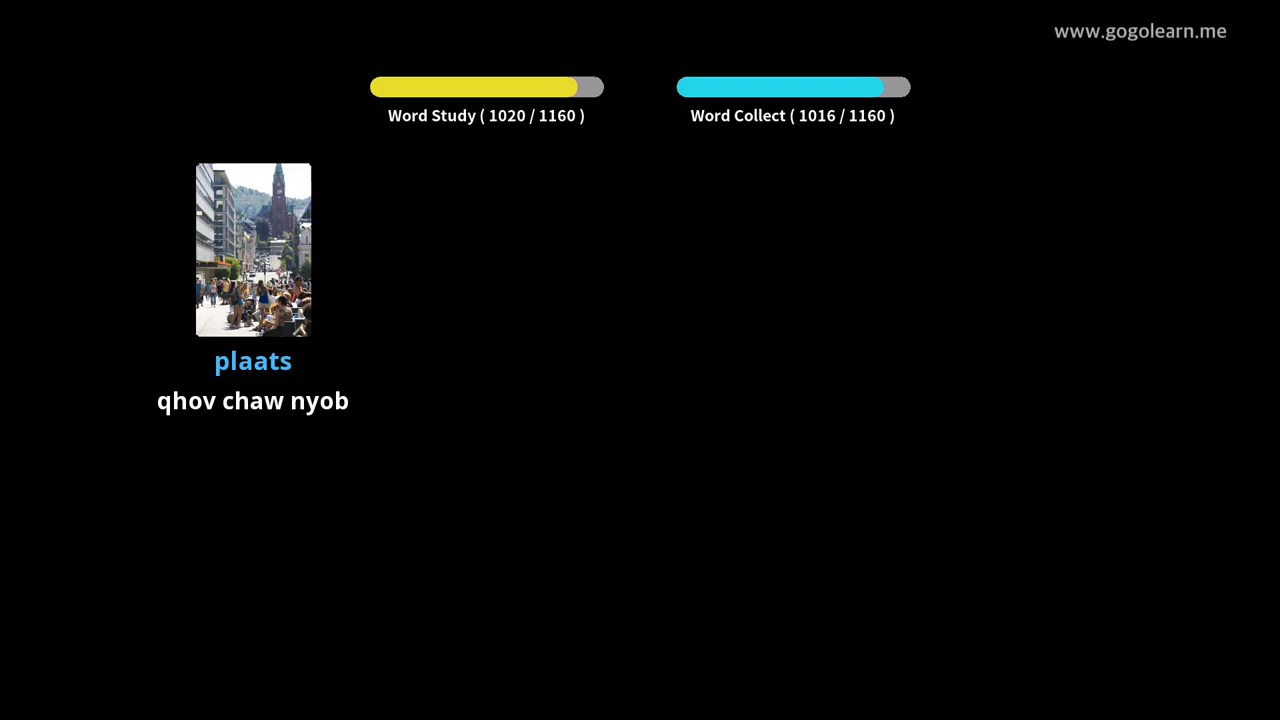 www.gogolearn.me
Word Study ( 1020 / 1160 )
Word Collect ( 1016 / 1160 )
plaats
qhov chaw nyob